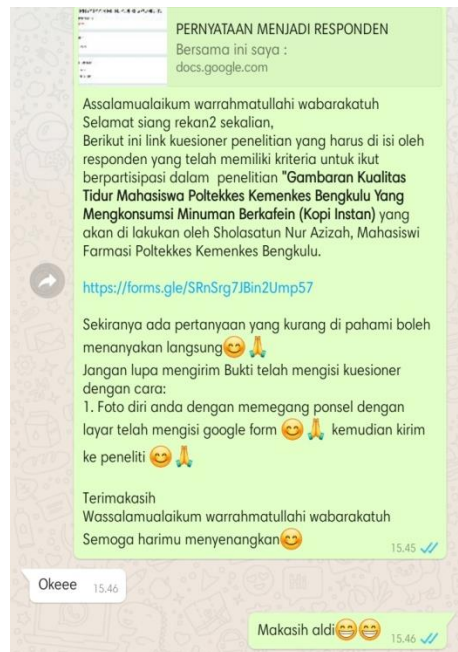 PERNYATAAN MENJADI RESPONDEN
Bersama ini saya :
docs.google.com
Assalamualaikum warrahmatullahi wabarakatuh
Selamat siang rekan2 sekalian,
Berikut ini link kuesioner penelitian yang harus di isi oleh
responden yang telah memiliki kriteria untuk ikut
berpartisipasi dalam penelitian "Gambaran Kualitas
Tidur Mahasiswa Poltekkes Kemenkes Bengkulu Yang
Mengkonsumsi Minuman Berkafein (Kopi Instan) yang
akan di lakukan oleh Sholasatun Nur Azizah, Mahasiswi
Farmasi Poltekkes Kemenkes Bengkulu.
https://forms.gle/SRnSrg7JBin2Ump57
Sekiranya ada pertanyaan yang kurang di pahami boleh
menanyakan langsung😊🙏
Jangan lupa mengirim Bukti telah mengisi kuesioner
dengan cara:
1. Foto diri anda dengan memegang ponsel dengan
layar telah mengisi google form 😊🙏 kemudian kirim
ke peneliti 😊🙏
Terimakasih
Wassalamualaikum warrahmatullahi wabarakatuh
Semoga harimu menyenangkan😊
15.45
Okeee 15.46
Makasih aldi😁😁 15.46